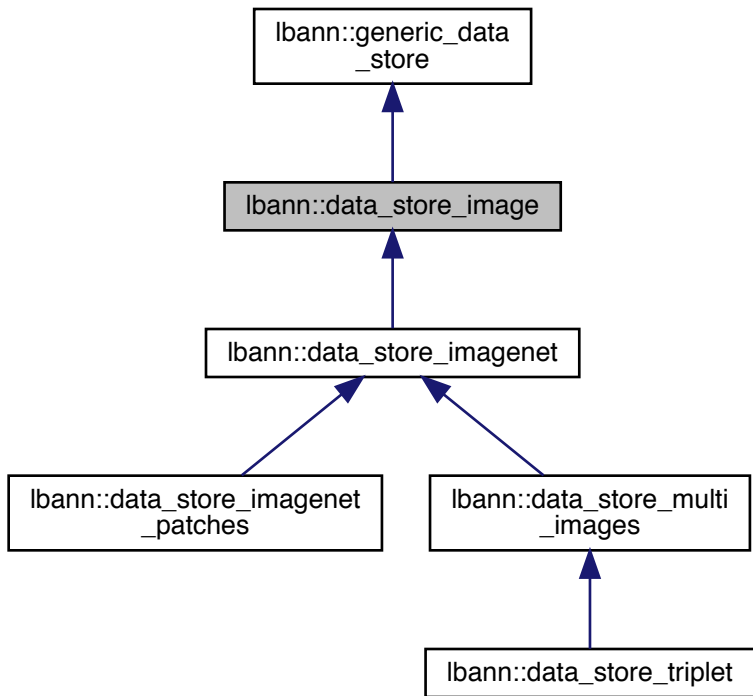 lbann::generic_data
_store
lbann::data_store_image
lbann::data_store_imagenet
lbann::data_store_imagenet
_patches
lbann::data_store_multi
_images
lbann::data_store_triplet